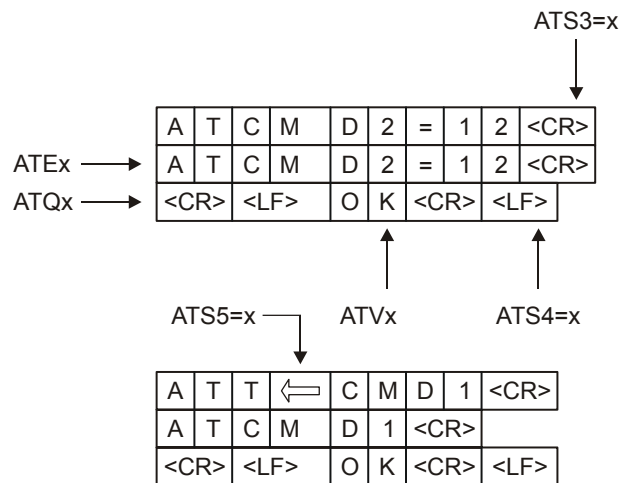 ATS3=x
A T C M D 2 = 1 2 <CR>
ATEx A T C M D 2 = 1 2 <CR>
ATQx <CR> <LF> O K <CR> <LF>
ATS5=x ATVx ATS4=x
A T T ⇐ C M D 1 <CR>
A T C M D 1 <CR>
<CR> <LF> O K <CR> <LF>